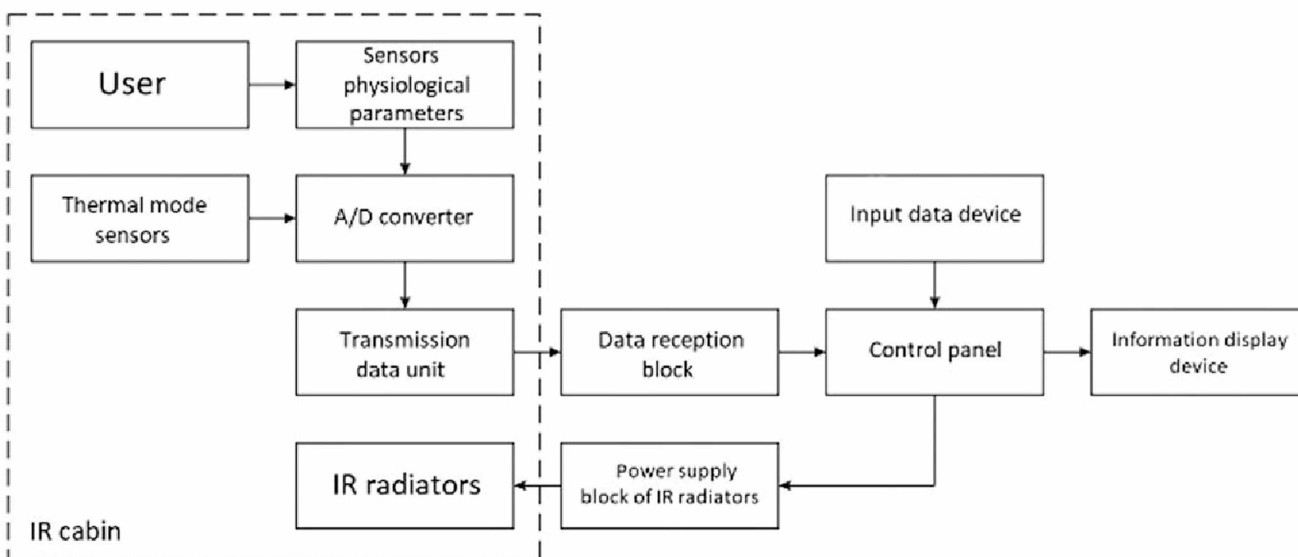 User
Sensors
physiological
parameters
Thermal mode
sensors
A/D converter
Input data device
Transmission
data unit
Data reception
block
Control panel
Information display
device
IR radiators
Power supply
block of IR radiators
IR cabin